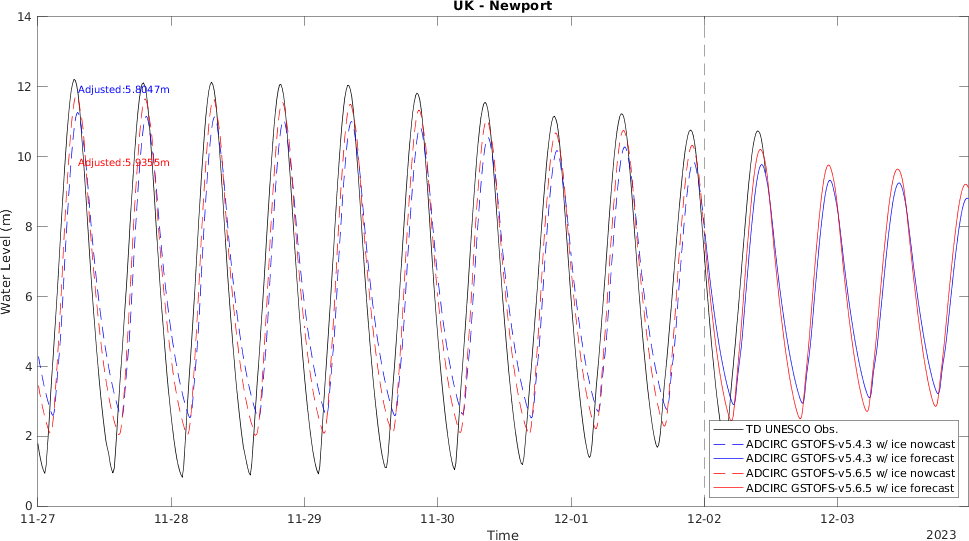 UK - Newport
14
12
10
8
6
4
2
0
Water Level (m)
Adjusted:5.8047m
Adjusted:5.9355m
TD UNESCO Obs.
ADCIRC GSTOFS-v5.4.3 w/ ice nowcast
ADCIRC GSTOFS-v5.4.3 w/ ice forecast
ADCIRC GSTOFS-v5.6.5 w/ ice nowcast
ADCIRC GSTOFS-v5.6.5 w/ ice forecast
11-27 11-28 11-29 11-30 12-01 12-02 12-03
Time
2023